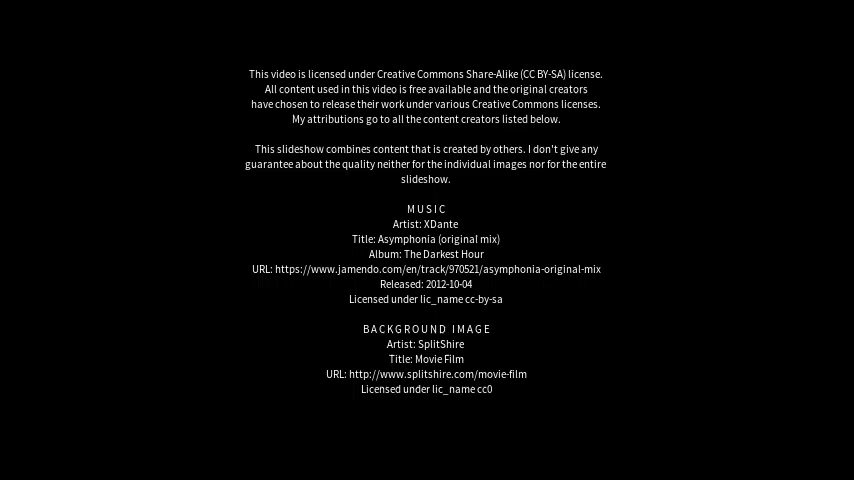 This video is licensed under Creative Commons Share-Alike (CC BY-SA) license.
All content used in this video is free available and the original creators
have chosen to release their work under various Creative Commons licenses.
My attributions go to all the content creators listed below.
This slideshow combines content that is created by others. I don't give any
guarantee about the quality neither for the individual images nor for the entire
slideshow.
MUSIC
Artist: XDante
Title: Asymphonia (original mix)
Album: The Darkest Hour
URL: https://www.jamendo.com/en/track/970521/asymphonia-original-mix
Released: 2012-10-04
Licensed under lic_name cc-by-sa
BACKGROUND IMAGE
Artist: SplitShire
Title: Movie Film
URL: http://www.splitshire.com/movie-film
Licensed under lic_name cc0